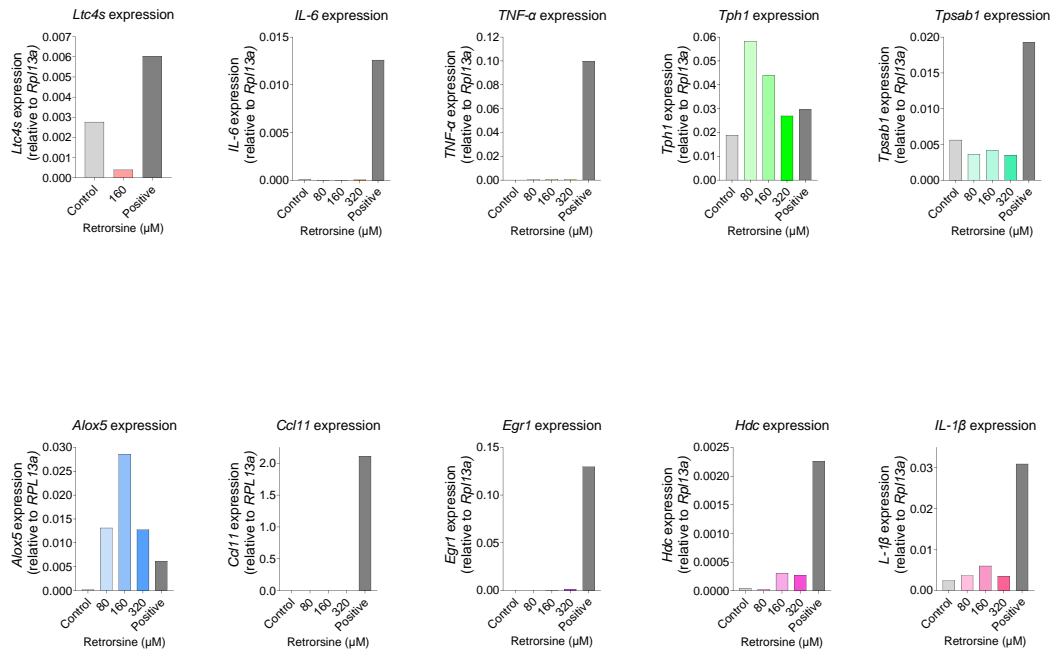 Ltc4s expression
Ltc4s expression
(relative to Rpl13a)
0.007
0.006
0.005
0.004
0.003
0.002
0.001
0.000
Control
160
Positive
Retrorsine (µM)
IL-6 expression
IL-6 expression
(relative to Rpl13a)
0.015
0.010
0.005
0.000
Control
80
160
320
Positive
Retrorsine (µM)
TNF-α expression
TNF-α expression
(relative to Rpl13a)
0.12
0.10
0.08
0.06
0.04
0.02
0.00
Control
80
160
320
Positive
Retrorsine (µM)
Tph1 expression
Tph1 expression
(relative to Rpl13a)
0.06
0.05
0.04
0.03
0.02
0.01
0.00
Control
80
160
320
Positive
Retrorsine (µM)
Tpsab1 expression
Tpsab1 expression
(relative to Rpl13a)
0.020
0.015
0.010
0.005
0.000
Control
80
160
320
Positive
Retrorsine (µM)
Alox5 expression
Alox5 expression
(relative to RPL13a)
0.030
0.025
0.020
0.015
0.010
0.005
0.000
Control
80
160
320
Positive
Retrorsine (µM)
Ccl11 expression
Ccl11 expression
(relative to RPL13a)
2.0
1.5
1.0
5.0
0.0
Control
80
160
320
Positive
Retrorsine (µM)
Egr1 expression
Egr1 expression
(relative to Rpl13a)
0.15
0.10
0.05
0.00
Control
80
160
320
Positive
Retrorsine (µM)
Hdc expression
Hdc expression
(relative to Rpl13a)
0.0025
0.0020
0.0015
0.0010
0.0005
0.0000
Control
80
160
320
Positive
Retrorsine (µM)
IL-1β expression
L-1β expression
(relative to Rpl13a)
0.03
0.02
0.01
0.00
Control
80
160
320
Positive
Retrorsine (µM)